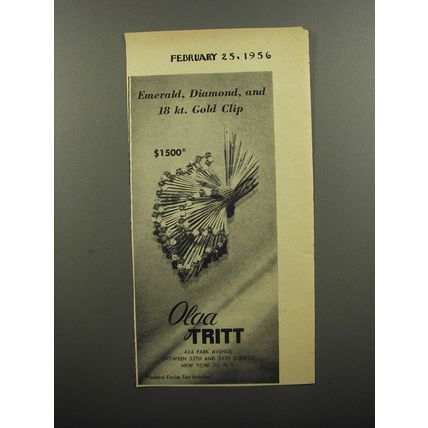 FEBRUARY 25, 1956
Emerald, Diamond, and
18 kt. Gold Clip
$1500*
Olga
TRITT
424 PARK AVENUE
(BETWEEN 55TH AND 56TH STREETS)
NEW YORK 22, N. Y.
*Federal Excise Tax included